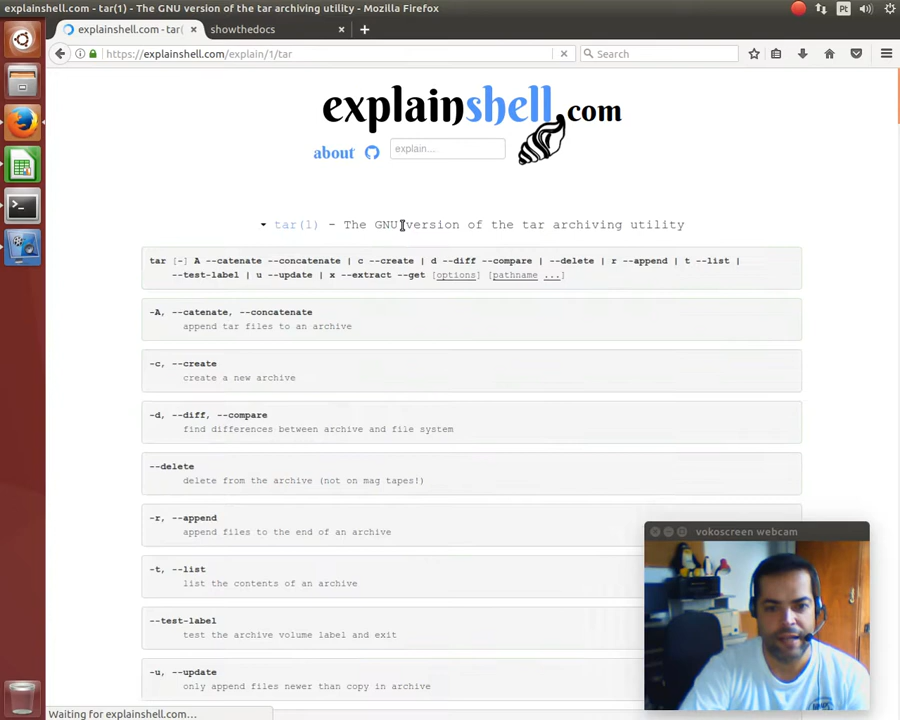 explainshell.com - tar(1) - The GNU version of the tar archiving utility - Mozilla Firefox
Pt
explainshell.com - tar(
showthedocs
https://explainshell.com/explain/1/tar
Search
explainshell.com
about
explain...
tar(1) - The GNU version of the tar archiving utility
tar [-] A --catenate --concatenate | c --create | d --diff --compare | --delete | r --append | t --list |
--test-label | u --update | x --extract --get [options] [pathname ...]
-A, --catenate, --concatenate
append tar files to an archive
-c, --create
create a new archive
-d, --diff, --compare
find differences between archive and file system
--delete
delete from the archive (not on mag tapes!)
-r, --append
append files to the end of an archive
-t, --list
list the contents of an archive
--test-label
test the archive volume label and exit
-u, --update
only append files newer than copy in archive
vokoscreen webcam
Waiting for explainshell.com...